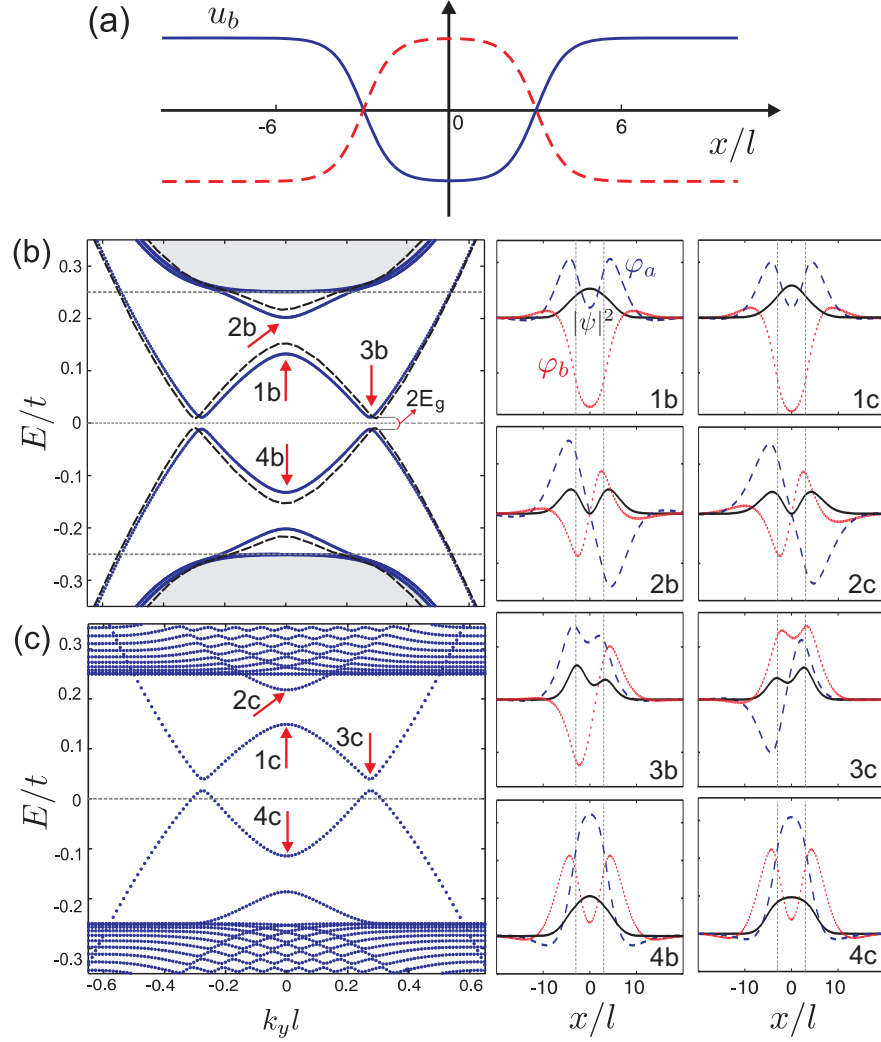 (a)
u_b
-6
0
6
x/l
(b)
0.3
0.2
0.1
0
-0.1
-0.2
-0.3
E/t
2b
1b
3b
2E_g
4b
(c)
0.3
0.2
0.1
0
-0.1
-0.2
-0.3
E/t
2c
1c
3c
4c
-0.6 -0.4 -0.2 0 0.2 0.4 0.6
k_y l
φ_a
|ψ|²
φ_b
1b
1c
2b
2c
3b
3c
4b
4c
-10 0 10
x/l
-10 0 10
x/l